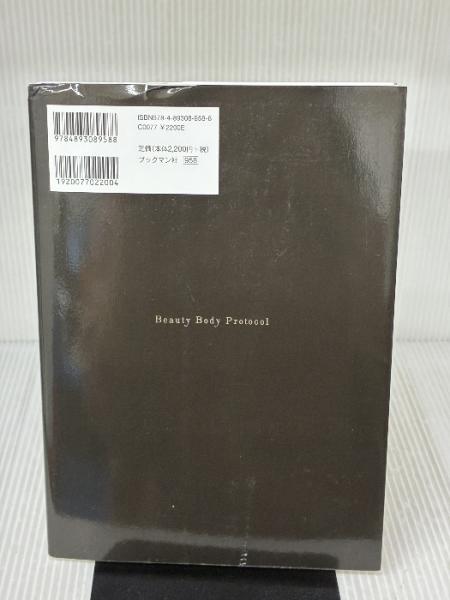 9784893089588
1920077022004
ISBN978-4-89308-958-8
C0077 ¥2200E
定価(本体2,200円+税)
ブックマン社 958
Beauty Body Protocol